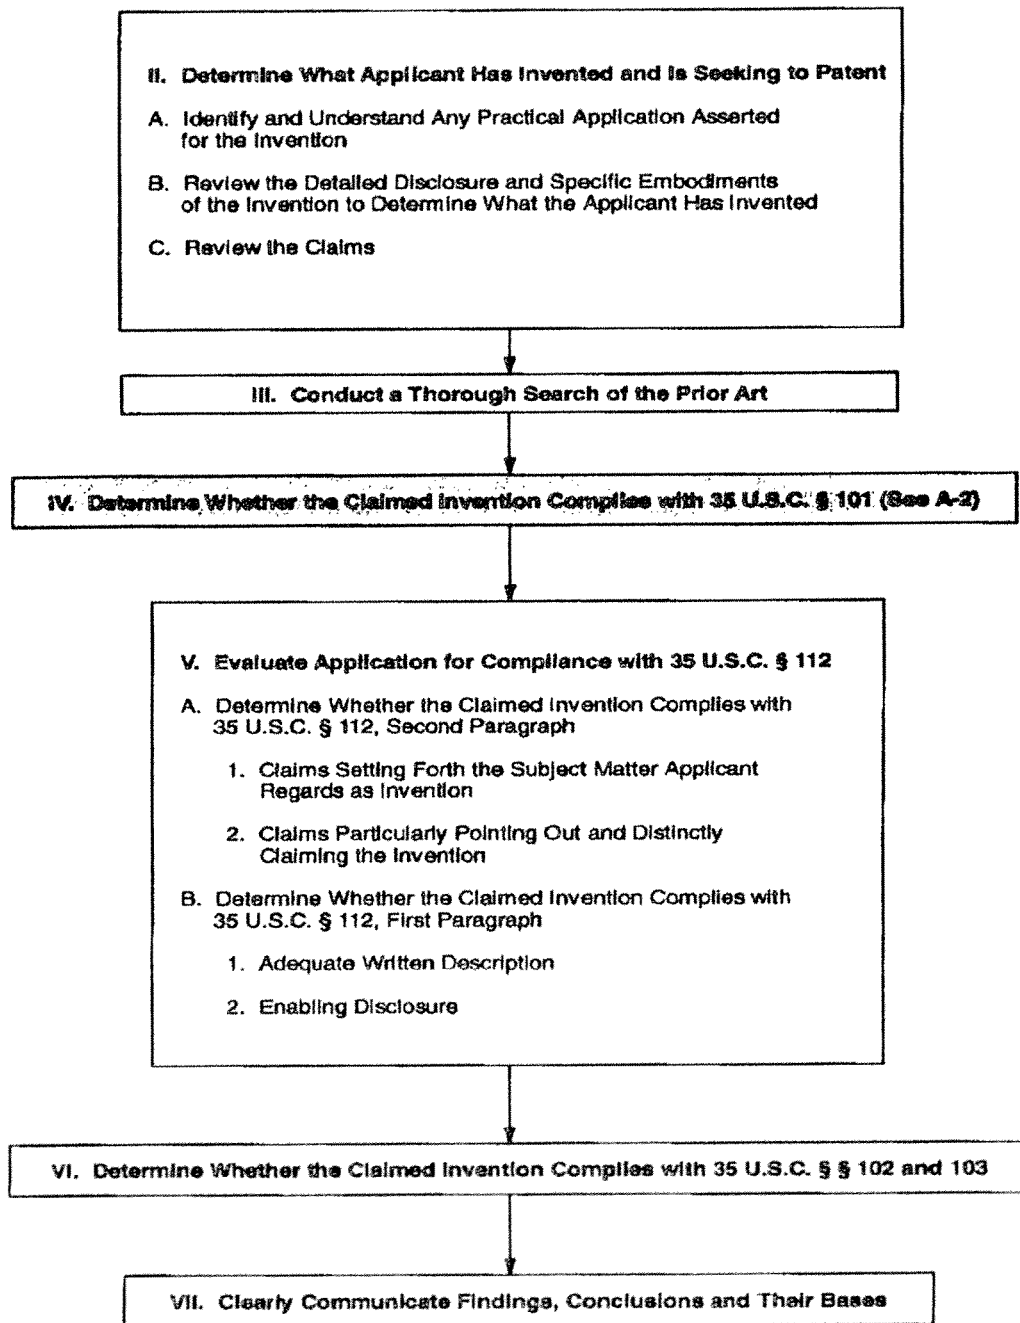 II. Determine What Applicant Has Invented and Is Seeking to Patent
A. Identify and Understand Any Practical Application Asserted
for the Invention
B. Review the Detailed Disclosure and Specific Embodiments
of the Invention to Determine What the Applicant Has Invented
C. Review the Claims
III. Conduct a Thorough Search of the Prior Art
IV. Determine Whether the Claimed Invention Complies with 35 U.S.C. § 101 (See A-2)
V. Evaluate Application for Compliance with 35 U.S.C. § 112
A. Determine Whether the Claimed Invention Complies with
35 U.S.C. § 112, Second Paragraph
1. Claims Setting Forth the Subject Matter Applicant
Regards as Invention
2. Claims Particularly Pointing Out and Distinctly
Claiming the Invention
B. Determine Whether the Claimed Invention Complies with
35 U.S.C. § 112, First Paragraph
1. Adequate Written Description
2. Enabling Disclosure
VI. Determine Whether the Claimed Invention Complies with 35 U.S.C. § § 102 and 103
VII. Clearly Communicate Findings, Conclusions and Their Bases